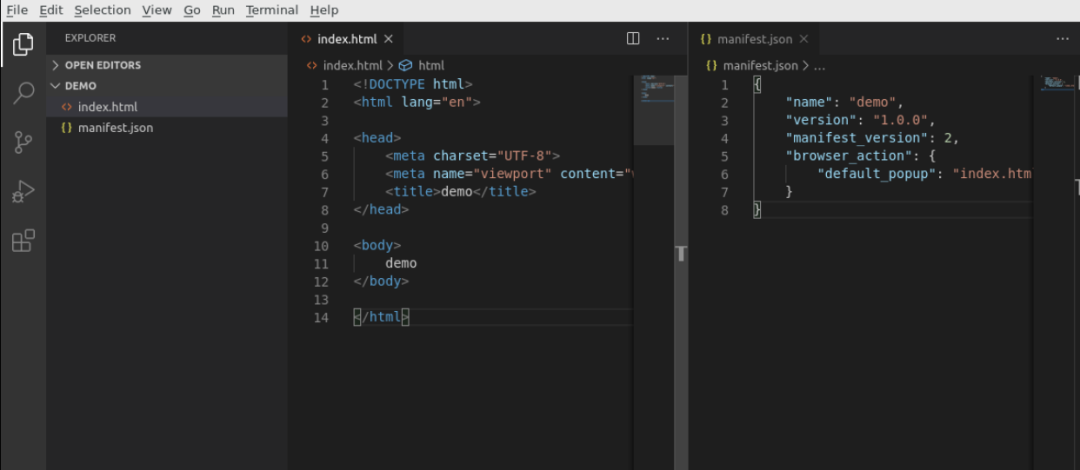 File Edit Selection View Go Run Terminal Help
EXPLORER
OPEN EDITORS
DEMO
index.html
manifest.json
index.html
index.html > html
1 <!DOCTYPE html>
2 <html lang="en">
3
4 <head>
5 <meta charset="UTF-8">
6 <meta name="viewport" content="
7 <title>demo</title>
8 </head>
9
10 <body>
11 demo
12 </body>
13
14 </html>
manifest.json
manifest.json > ...
1 {
2 "name": "demo",
3 "version": "1.0.0",
4 "manifest_version": 2,
5 "browser_action": {
6 "default_popup": "index.htm
7 }
8 }